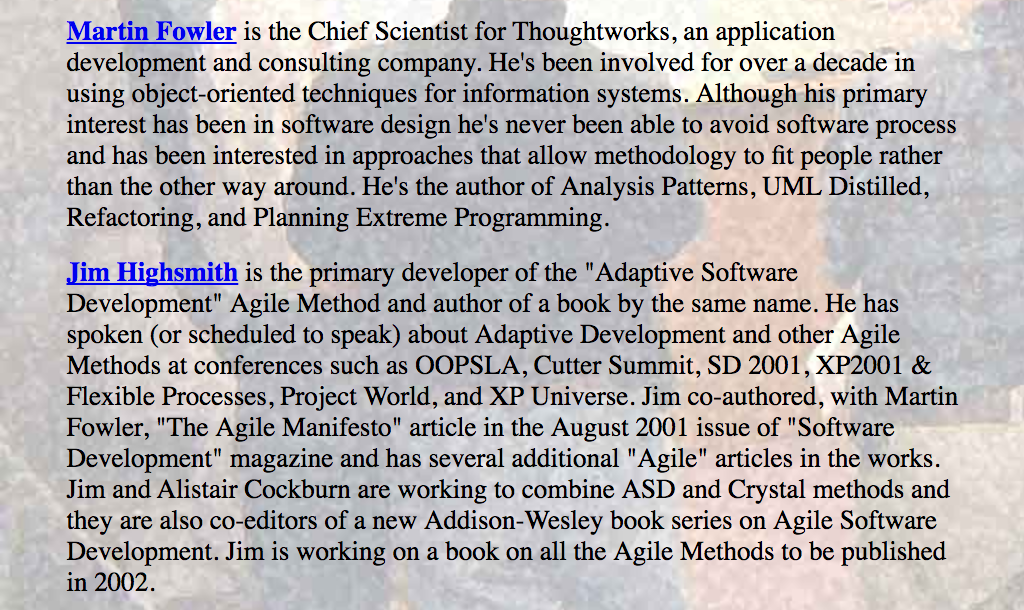 Martin Fowler is the Chief Scientist for Thoughtworks, an application
development and consulting company. He's been involved for over a decade in
using object-oriented techniques for information systems. Although his primary
interest has been in software design he's never been able to avoid software process
and has been interested in approaches that allow methodology to fit people rather
than the other way around. He's the author of Analysis Patterns, UML Distilled,
Refactoring, and Planning Extreme Programming.
Jim Highsmith is the primary developer of the "Adaptive Software
Development" Agile Method and author of a book by the same name. He has
spoken (or scheduled to speak) about Adaptive Development and other Agile
Methods at conferences such as OOPSLA, Cutter Summit, SD 2001, XP2001 &
Flexible Processes, Project World, and XP Universe. Jim co-authored, with Martin
Fowler, "The Agile Manifesto" article in the August 2001 issue of "Software
Development" magazine and has several additional "Agile" articles in the works.
Jim and Alistair Cockburn are working to combine ASD and Crystal methods and
they are also co-editors of a new Addison-Wesley book series on Agile Software
Development. Jim is working on a book on all the Agile Methods to be published
in 2002.